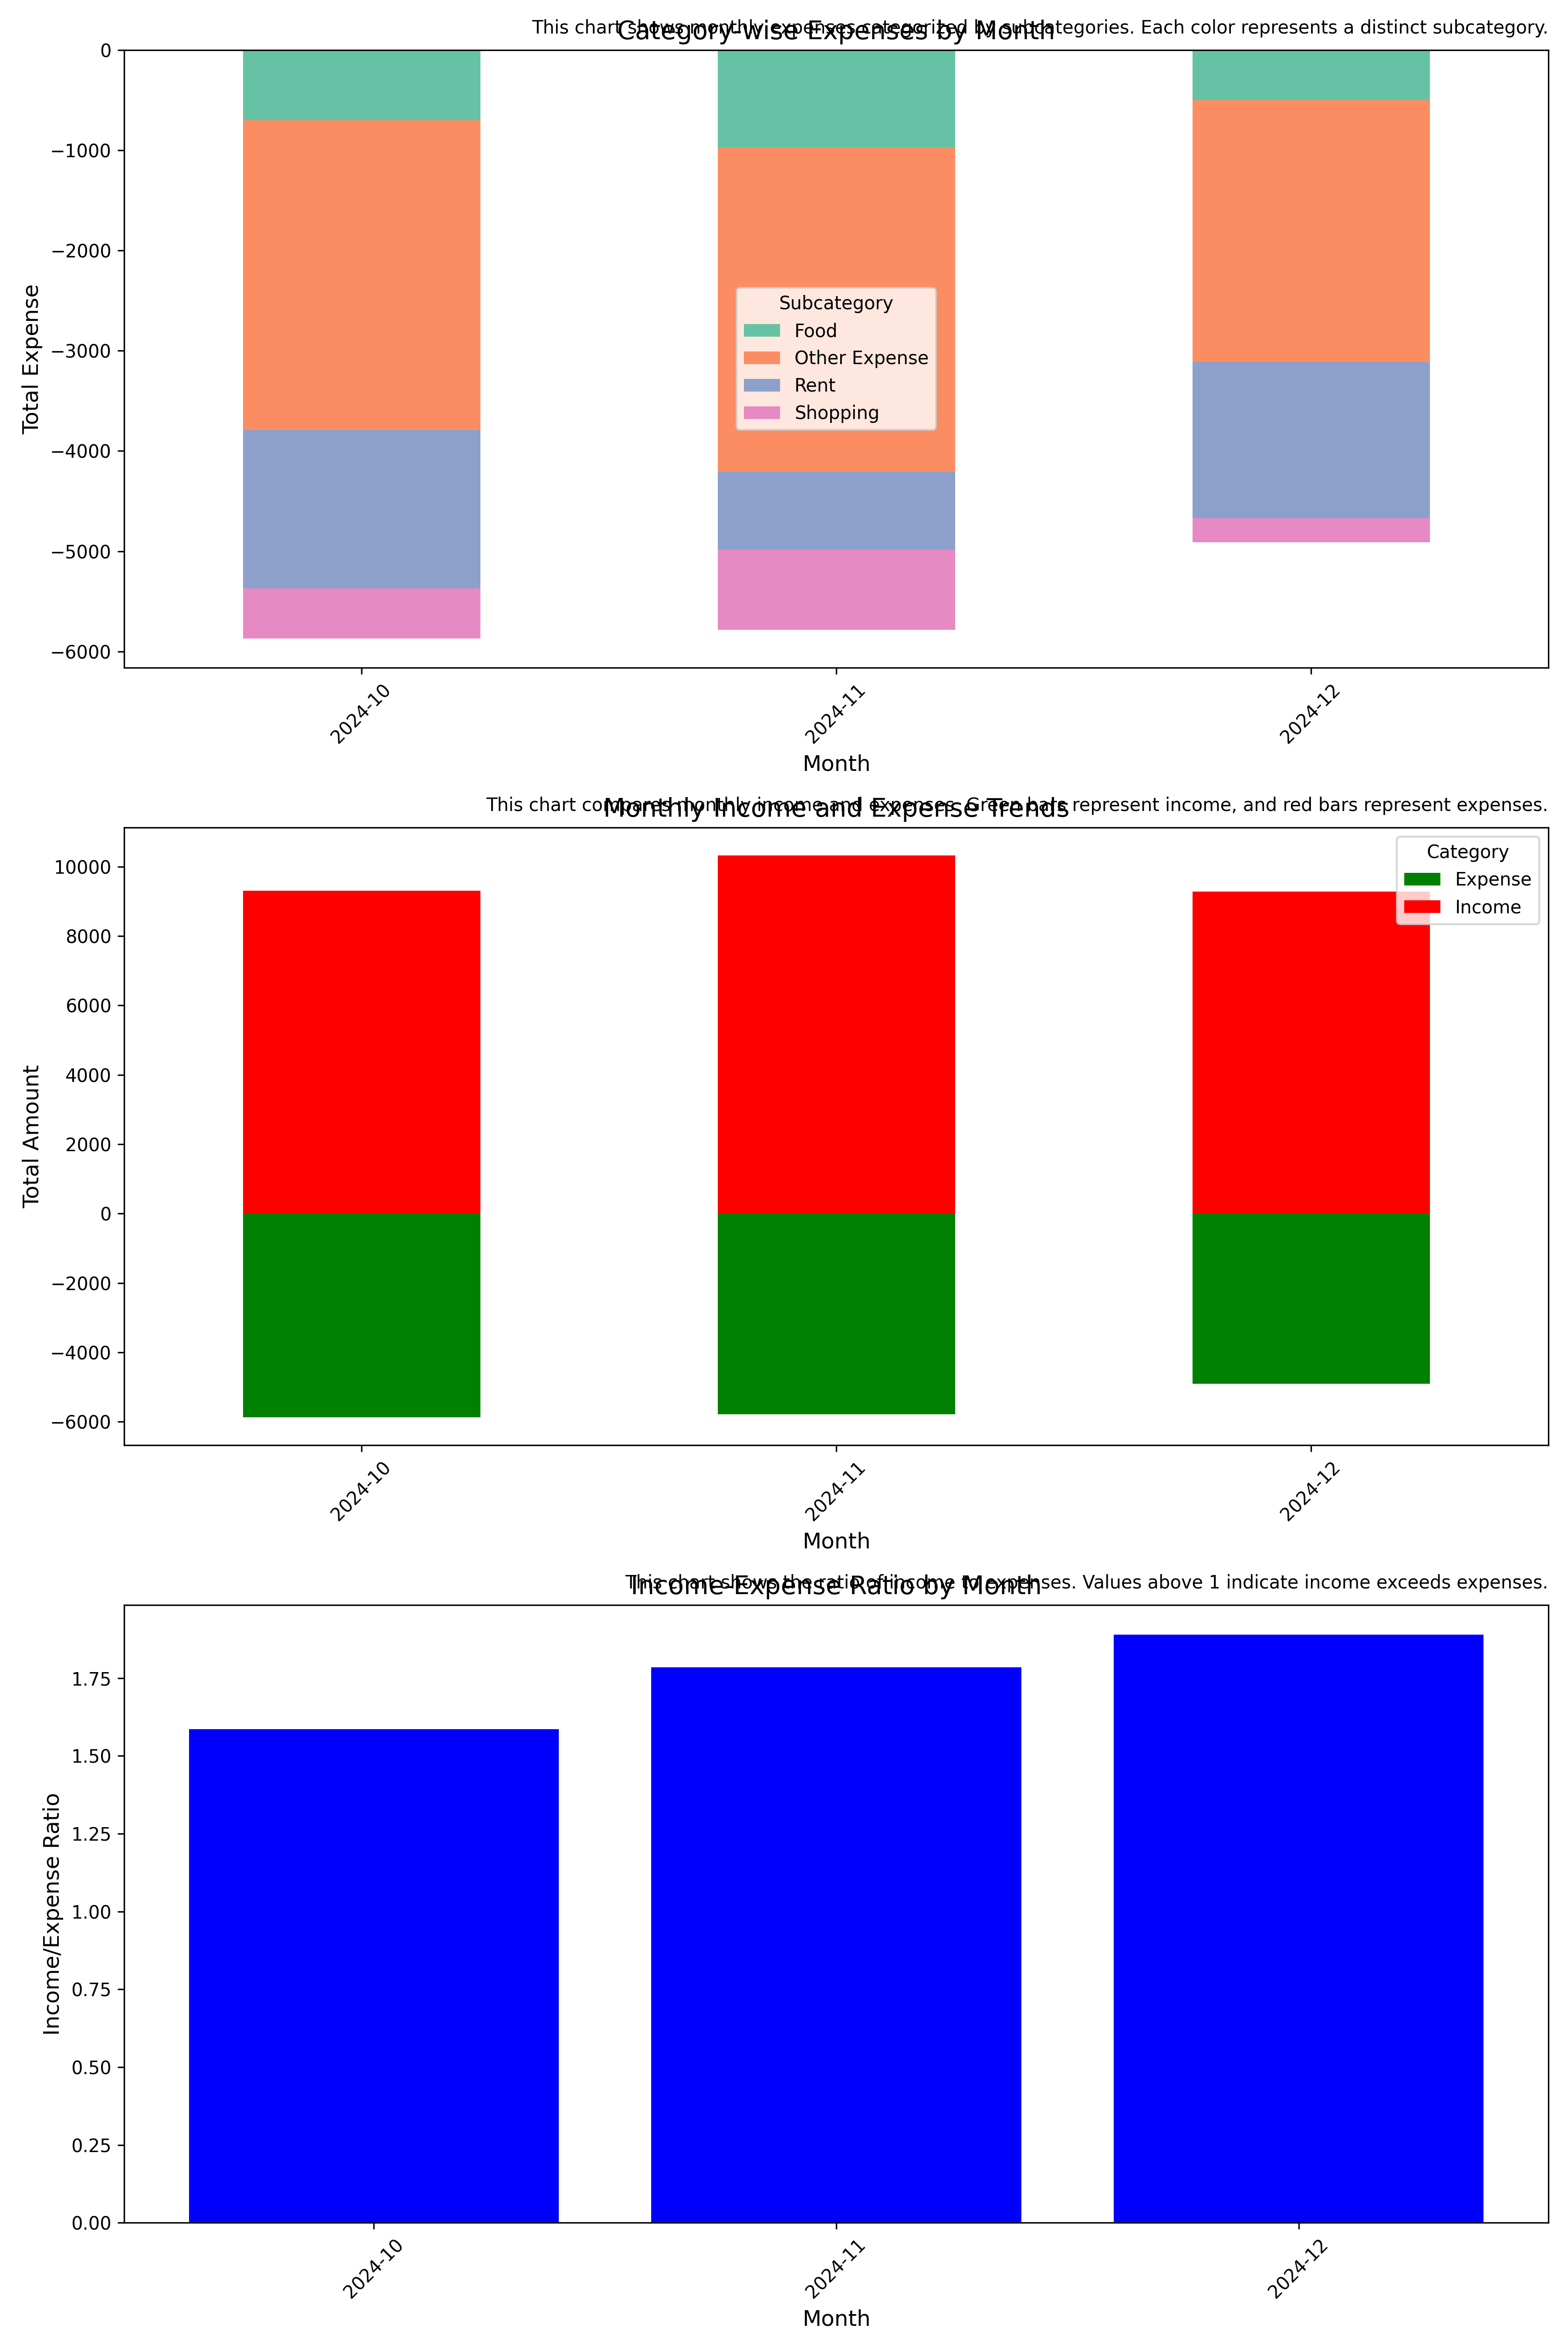 This chart shows monthly expenses categorized by subcategories. Each color represents a distinct subcategory.
Category-wise Expenses by Month
0
−1000
−2000
−3000
−4000
−5000
−6000
Total Expense
Subcategory
Food
Other Expense
Rent
Shopping
2024-10
2024-11
2024-12
Month
This chart compares monthly income and expenses. Green bars represent income, and red bars represent expenses.
Monthly Income and Expense Trends
10000
8000
6000
4000
2000
0
−2000
−4000
−6000
Total Amount
Category
Expense
Income
2024-10
2024-11
2024-12
Month
This chart shows the ratio of income to expenses. Values above 1 indicate income exceeds expenses.
Income-Expense Ratio by Month
1.75
1.50
1.25
1.00
0.75
0.50
0.25
0.00
Income/Expense Ratio
2024-10
2024-11
2024-12
Month